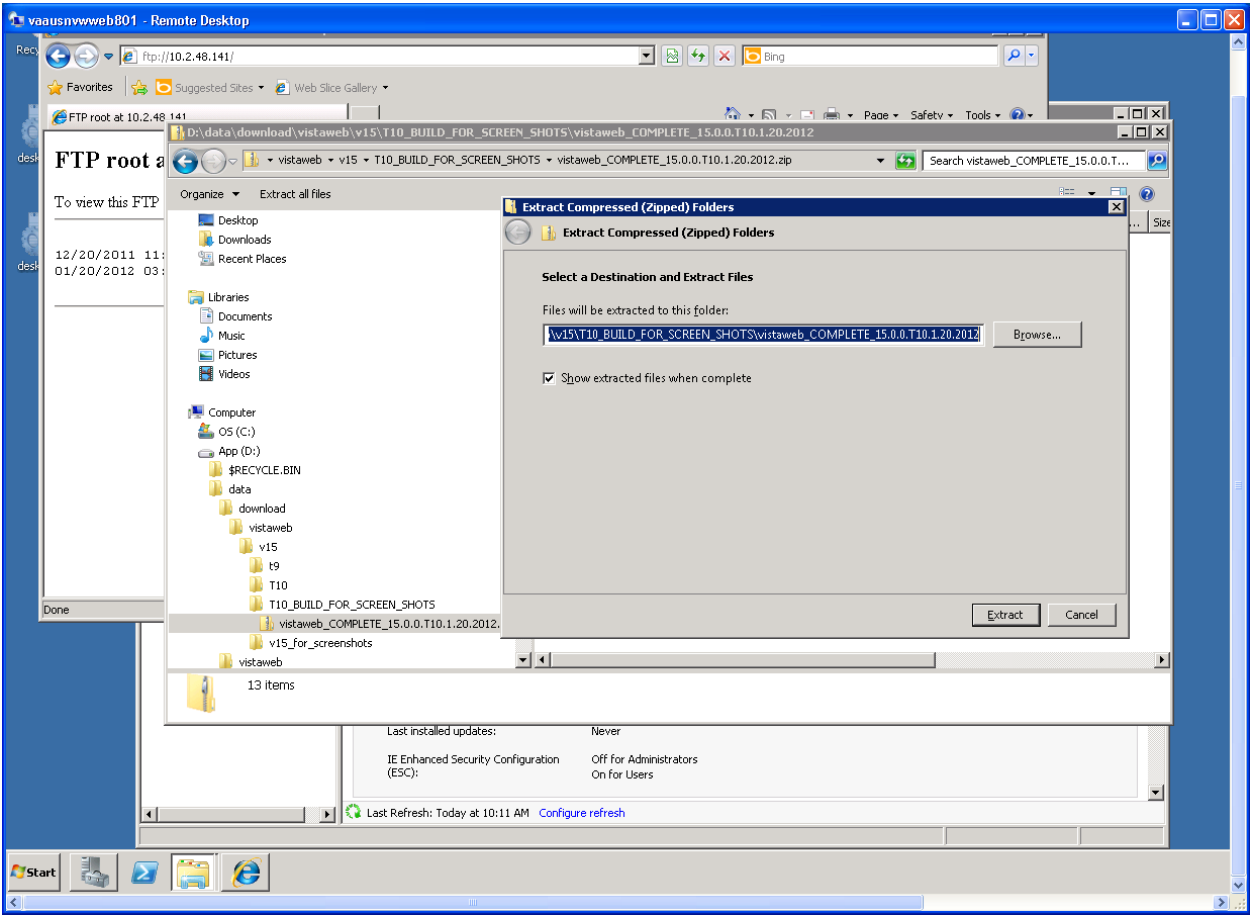 vaausnvwweb801 - Remote Desktop
ftp://10.2.48.141/
Bing
Favorites
Suggested Sites
Web Slice Gallery
FTP root at 10.2.48.141
Page
Safety
Tools
D:\data\download\vistaweb\v15\T10_BUILD_FOR_SCREEN_SHOTS\vistaweb_COMPLETE_15.0.0.T10.1.20.2012
FTP root a
vistaweb
v15
T10_BUILD_FOR_SCREEN_SHOTS
vistaweb_COMPLETE_15.0.0.T10.1.20.2012.zip
Search vistaweb_COMPLETE_15.0.0.T...
To view this FTP
Organize
Extract all files
... Size
12/20/2011 11:
01/20/2012 03:
Desktop
Downloads
Recent Places
Libraries
Documents
Music
Pictures
Videos
Computer
OS (C:)
App (D:)
$RECYCLE.BIN
data
download
vistaweb
v15
t9
T10
T10_BUILD_FOR_SCREEN_SHOTS
vistaweb_COMPLETE_15.0.0.T10.1.20.2012.
v15_for_screenshots
vistaweb
13 items
Extract Compressed (Zipped) Folders
Extract Compressed (Zipped) Folders
Select a Destination and Extract Files
Files will be extracted to this folder:
\v15\T10_BUILD_FOR_SCREEN_SHOTS\vistaweb_COMPLETE_15.0.0.T10.1.20.2012
Browse...
Show extracted files when complete
Extract
Cancel
Done
Last installed updates:
Never
IE Enhanced Security Configuration
(ESC):
Off for Administrators
On for Users
Last Refresh: Today at 10:11 AM
Configure refresh
Recy
desk
desk
Start